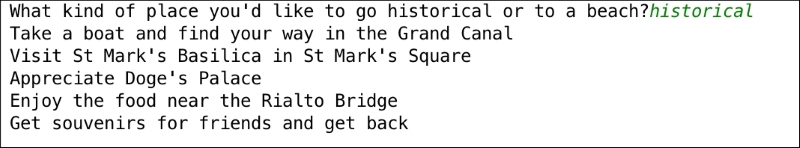 What kind of place you'd like to go historical or to a beach?historical
Take a boat and find your way in the Grand Canal
Visit St Mark's Basilica in St Mark's Square
Appreciate Doge's Palace
Enjoy the food near the Rialto Bridge
Get souvenirs for friends and get back